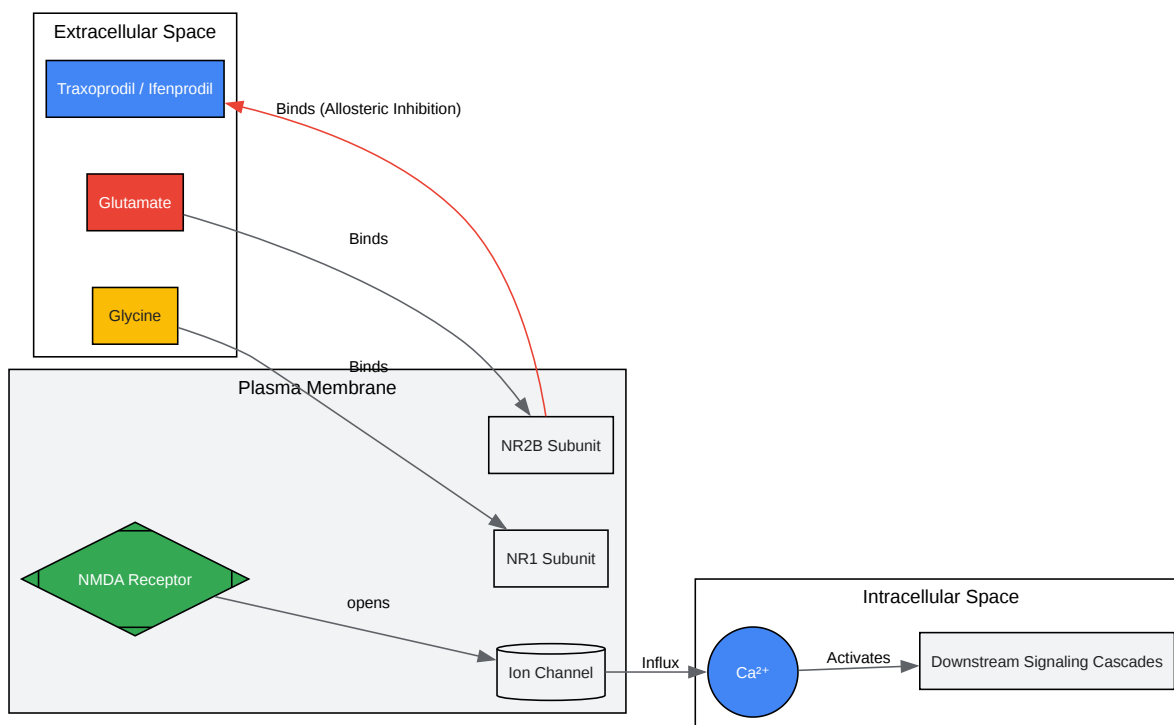 Extracellular Space
Traxoprodil / Ifenprodil
Binds (Allosteric Inhibition)
Glutamate
Binds
Glycine
Binds
Plasma Membrane
NR2B Subunit
NR1 Subunit
NMDA Receptor
opens
Ion Channel
Intracellular Space
Influx
Ca²⁺
Activates
Downstream Signaling Cascades